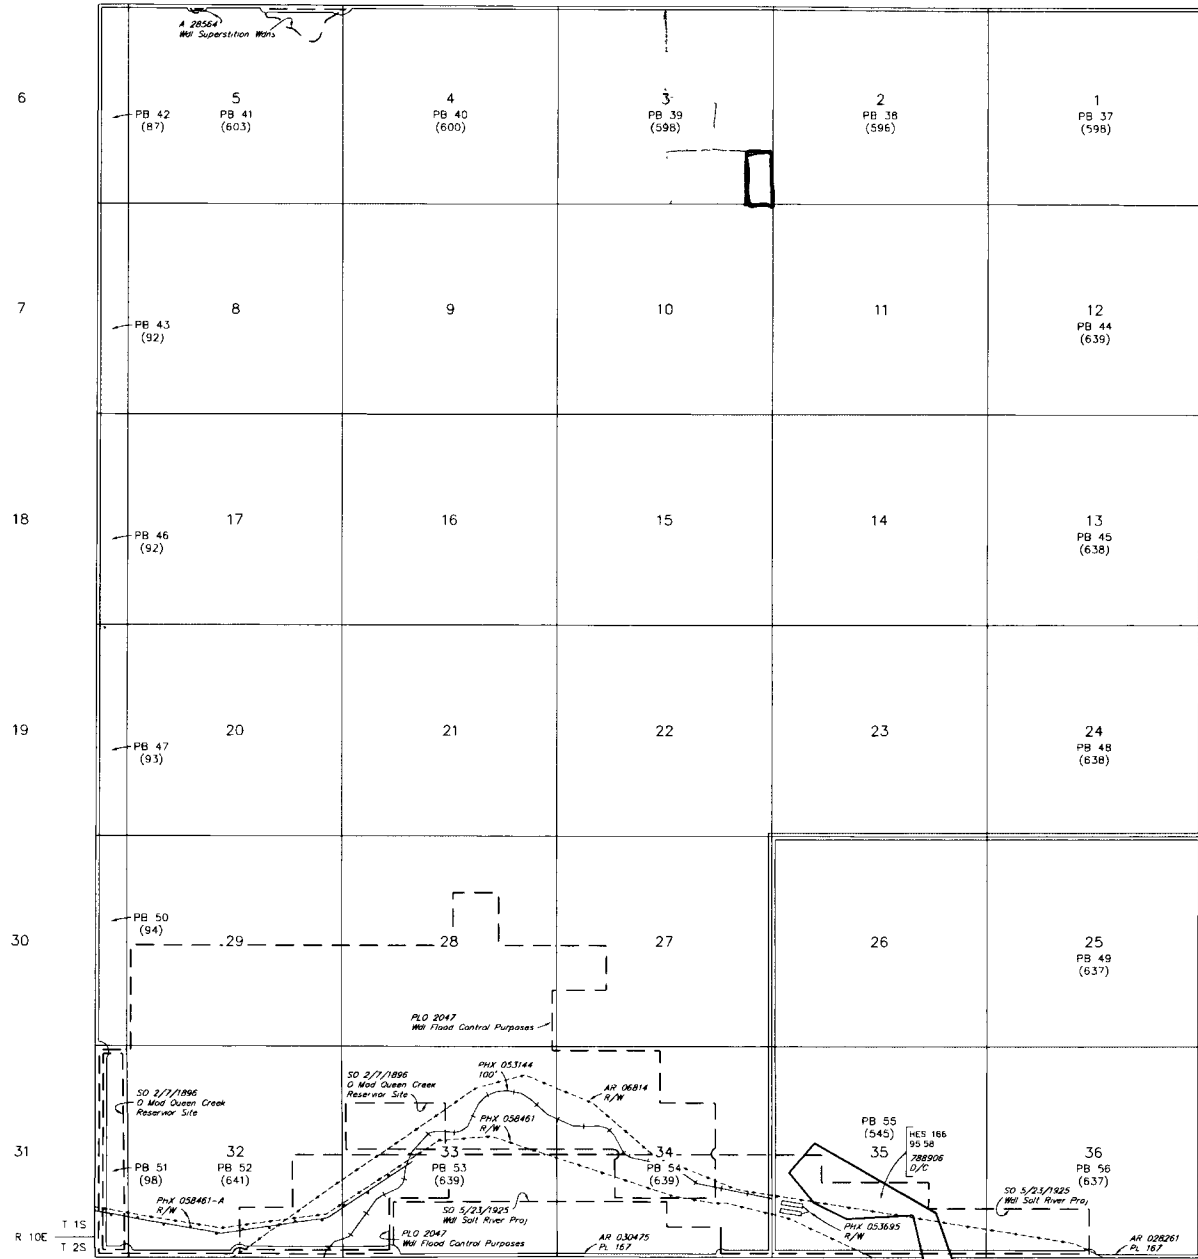 A 28564
Wdl Superstition Wdns
6
5
PB 42
(87)
PB 41
(603)
4
PB 40
(600)
3
PB 39
(598)
2
PB 38
(596)
1
PB 37
(598)
7
PB 43
(92)
8
9
10
11
12
PB 44
(639)
18
PB 46
(92)
17
16
15
14
13
PB 45
(638)
19
PB 47
(93)
20
21
22
23
24
PB 48
(638)
30
PB 50
(94)
29
28
27
26
25
PB 49
(637)
PLO 2047
Wdl Flood Control Purposes
SO 2/7/1896
O Mod Queen Creek
Reservior Site
SO 2/7/1896
O Mod Queen Creek
Reservior Site
PHX 053144
100'
AR 06814
R/W
PHX 058461
R/W
31
PB 51
(98)
32
PB 52
(641)
33
PB 53
(639)
34
PB 54
(639)
PB 55
(545)
35
HES 166
95 58
788906
D/C
36
PB 56
(637)
PHX 058461-A
R/W
SO 5/23/1925
Wdl Salt River Proj
SO 5/23/1925
Wdl Salt River Proj
PHX 053695
R/W
T 1S
R 10E
T 2S
PLO 2047
Wdl Flood Control Purposes
AR 030475
PL 167
AR 028261
PL 167